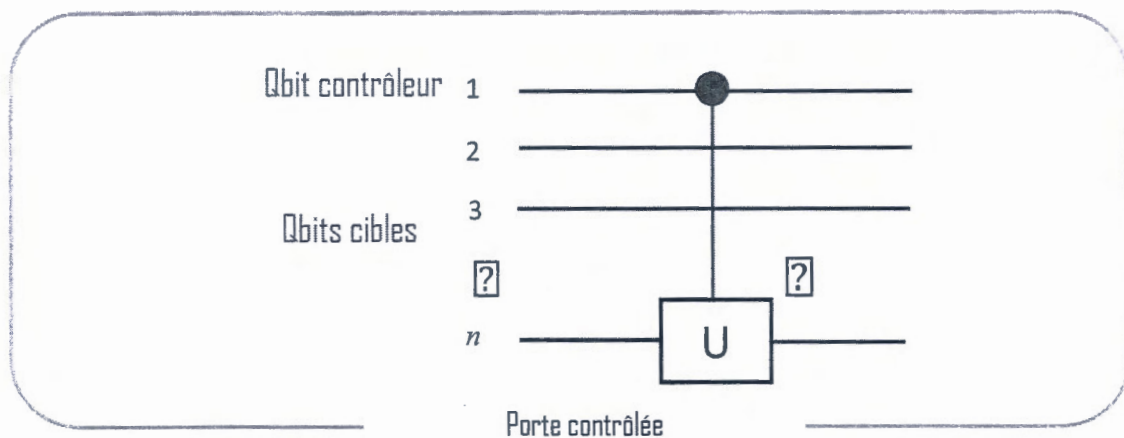 Qbit contrôleur 1
2
3
Qbits cibles
? ?
n
U
Porte contrôlée